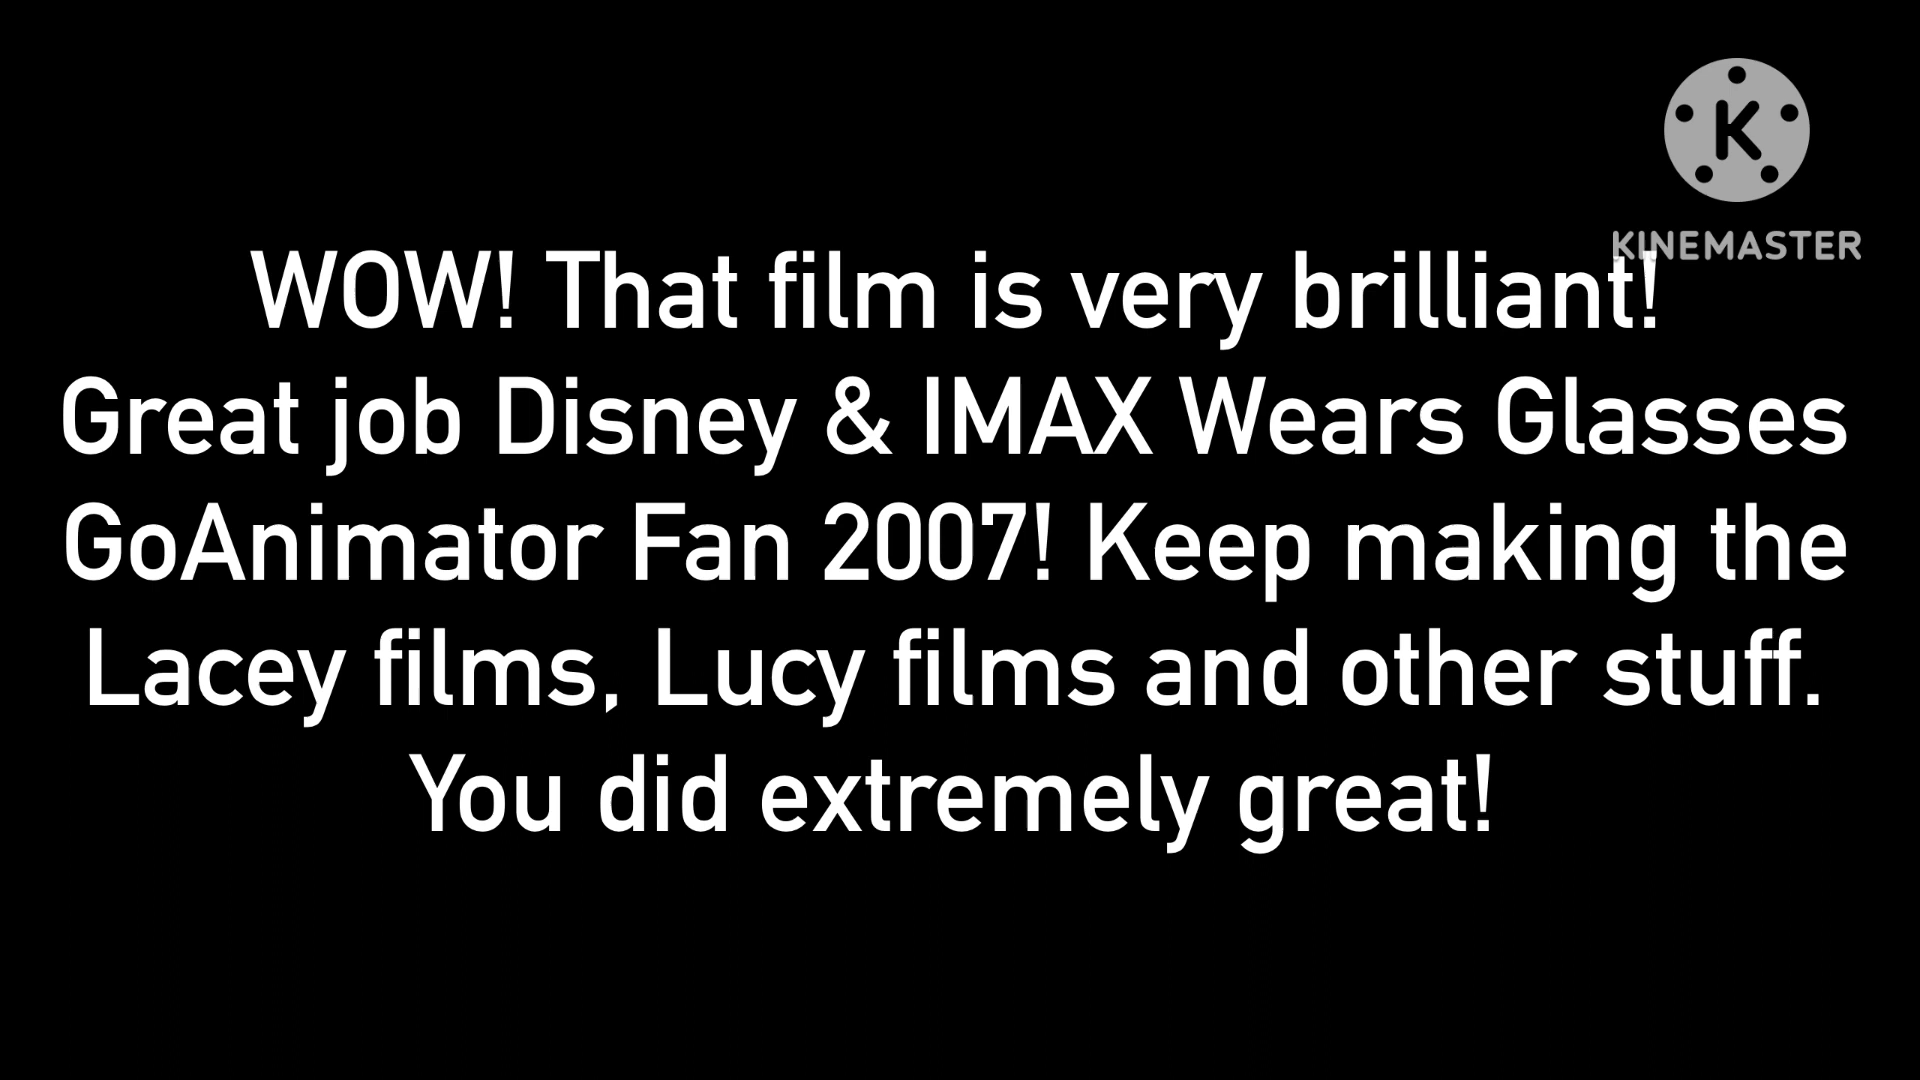 K
KINEMASTER
WOW! That film is very brilliant!
Great job Disney & IMAX Wears Glasses
GoAnimator Fan 2007! Keep making the
Lacey films, Lucy films and other stuff.
You did extremely great!